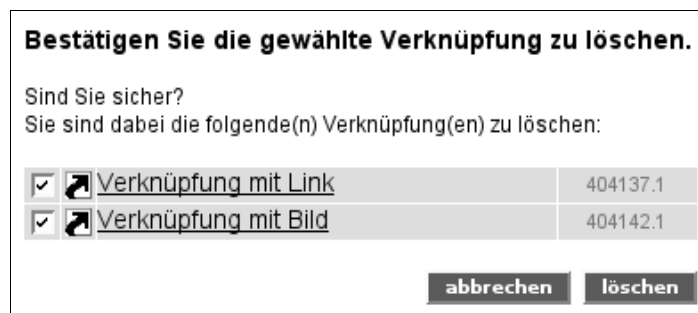 Bestätigen Sie die gewählte Verknüpfung zu löschen.
Sind Sie sicher?
Sie sind dabei die folgende(n) Verknüpfung(en) zu löschen:
Verknüpfung mit Link 404137.1
Verknüpfung mit Bild 404142.1
abbrechen löschen